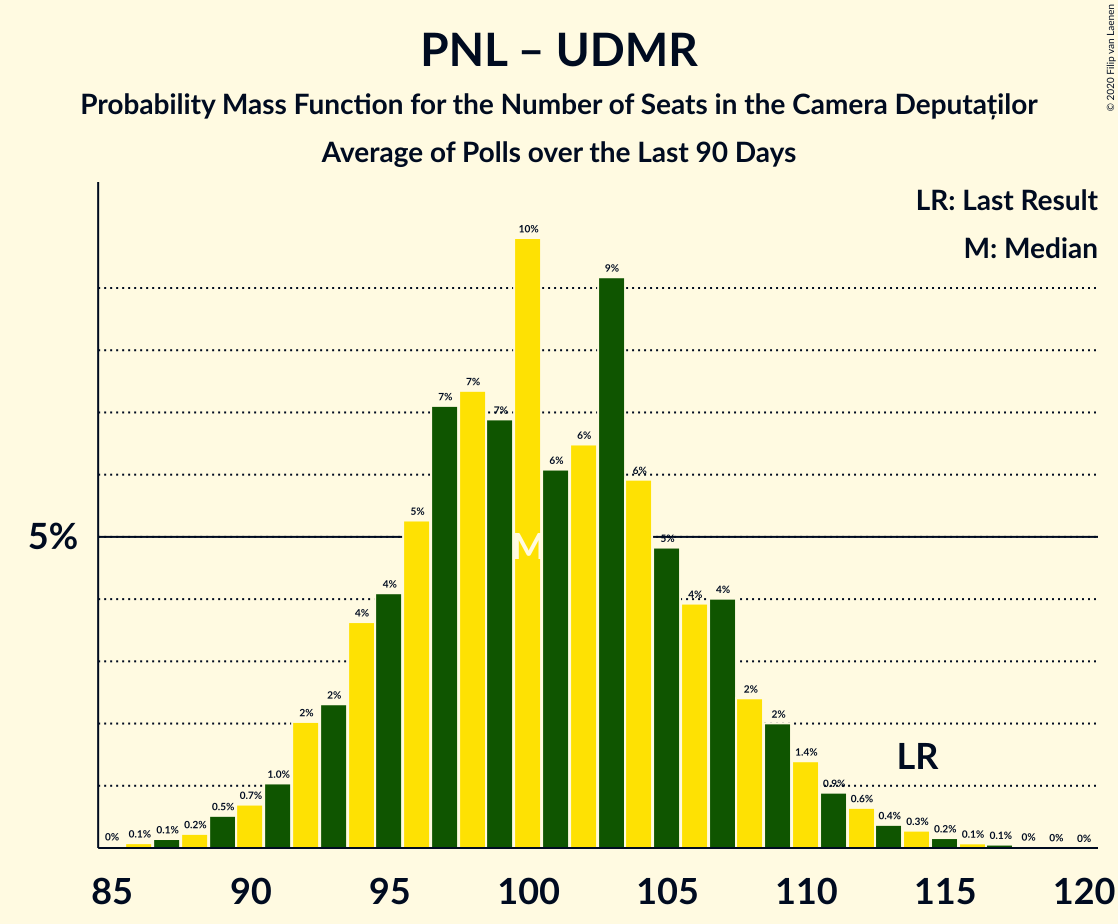 PNL – UDMR
Probability Mass Function for the Number of Seats in the Camera Deputaților
Average of Polls over the Last 90 Days
© 2020 Filip van Laenen
LR: Last Result
M: Median
5%
0% 0.1% 0.1% 0.2% 0.5% 0.7% 1.0% 2% 2% 4% 4% 5% 7% 7% 7% 10% 6% 6% 9% 6% 5% 4% 4% 2% 2% 1.4% 0.9% 0.6% 0.4% 0.3% 0.2% 0.1% 0.1% 0% 0% 0%
M
LR
85 90 95 100 105 110 115 120